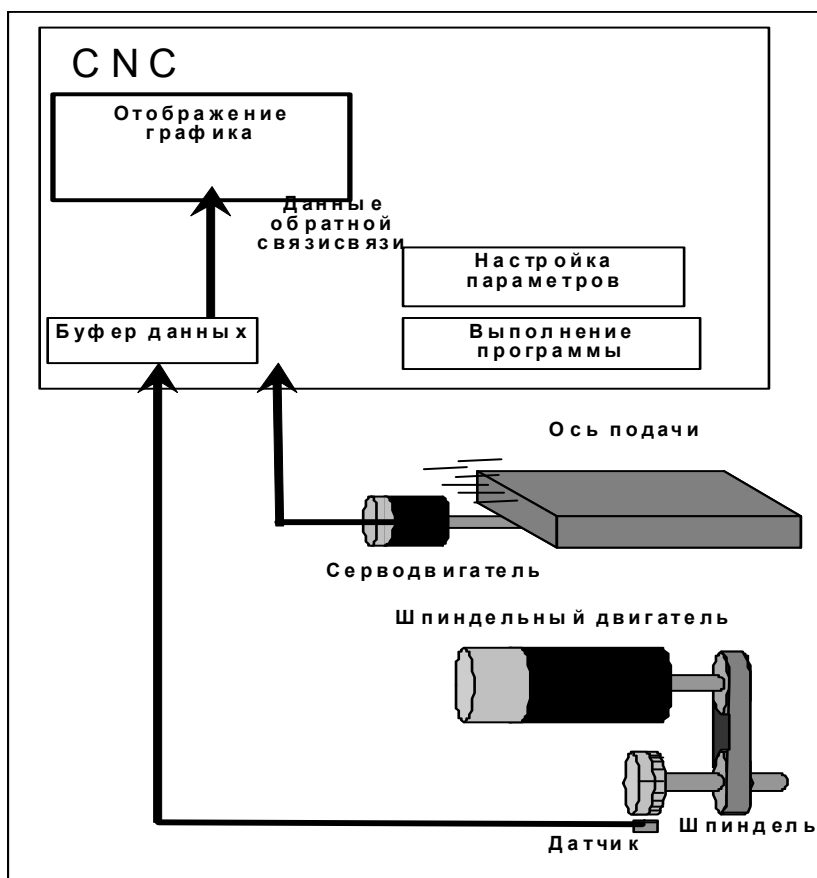 CNC
Отображение
графика
Данные
обратной
связисвязи
Настройка
параметров
Буфер данных
Выполнение
программы
Ось подачи
Серводвигатель
Шпиндельный двигатель
Шпиндель
Датчик